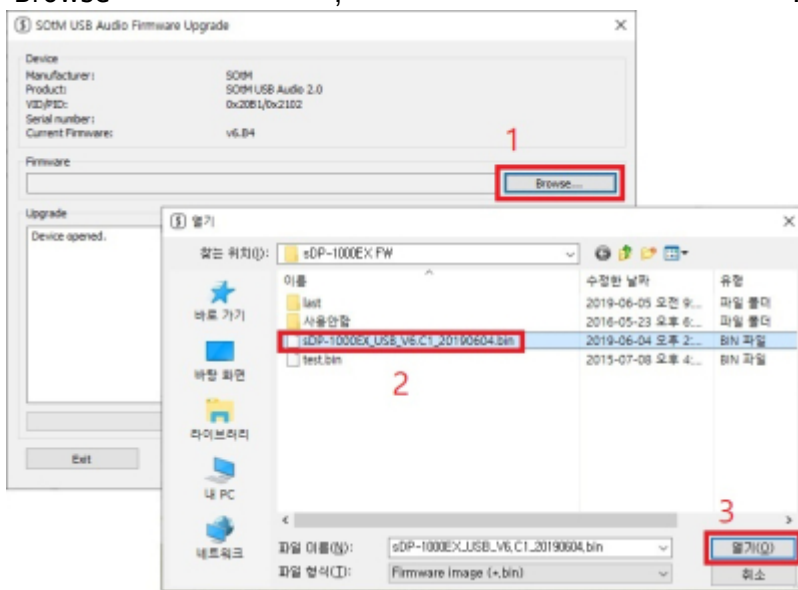 Browse
,
SOtM USB Audio Firmware Upgrade
Device
Manufacturer: SOtM
Product: SOtM USB Audio 2.0
VID/PID: 0x20B1/0x2102
Serial number:
Current Firmware: v6.B4
1
Firmware
Browse...
Upgrade
Device opened.
Exit
열기
찾는 위치(I): sDP-1000EX FW
이름 수정한 날짜 유형
last 2019-06-05 오전 9:... 파일 폴더
사용안함 2016-05-23 오후 6:... 파일 폴더
sDP-1000EX_USB_V6.C1_20190604.bin 2019-06-04 오후 2:... BIN 파일
test.bin 2015-07-08 오후 4:... BIN 파일
2
바로 가기
바탕 화면
라이브러리
내 PC
네트워크
3
파일 이름(N): sDP-1000EX_USB_V6.C1_20190604.bin 열기(O)
파일 형식(T): Firmware image (*.bin) 취소